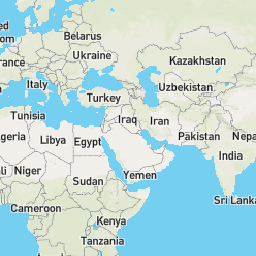 Belarus
Ukraine
Kazakhstan
rance
Italy
Uzbekistan
Turkey
Tunisia
Iraq
Iran
geria
Libya
Egypt
Pakistan
Nepa
India
ali
Niger
Sudan
Yemen
Sri Lanka
Cameroon
Kenya
Tanzania